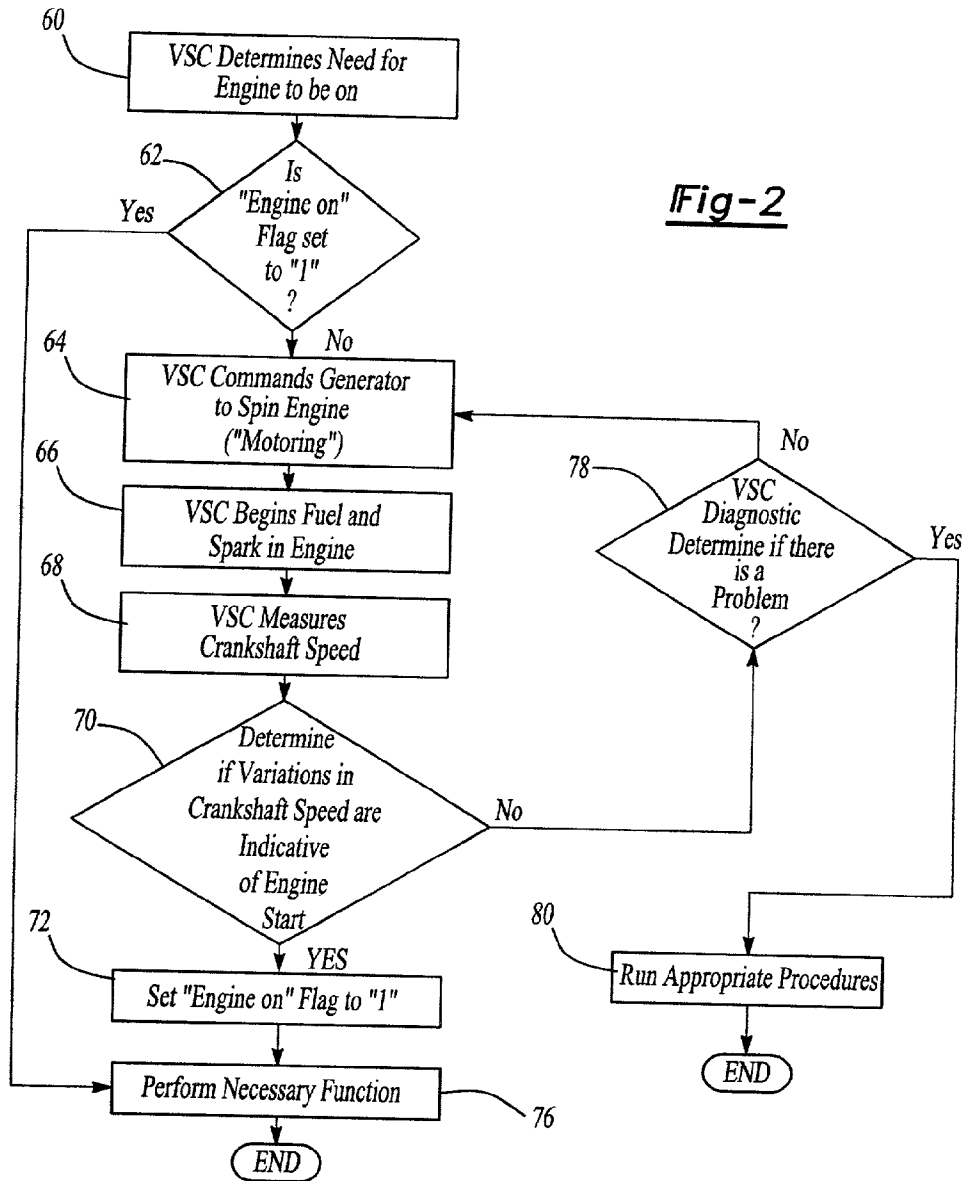 60
VSC Determines Need for
Engine to be on
62
Is
"Engine on"
Flag set
to "1"
?
Yes
No
Fig-2
64
VSC Commands Generator
to Spin Engine
("Motoring")
66
VSC Begins Fuel and
Spark in Engine
68
VSC Measures
Crankshaft Speed
70
Determine
if Variations in
Crankshaft Speed are
Indicative
of Engine
Start
No
YES
78
VSC
Diagnostic
Determine if there
is a
Problem
?
No
Yes
72
Set "Engine on" Flag to "1"
80
Run Appropriate Procedures
END
Perform Necessary Function
76
END